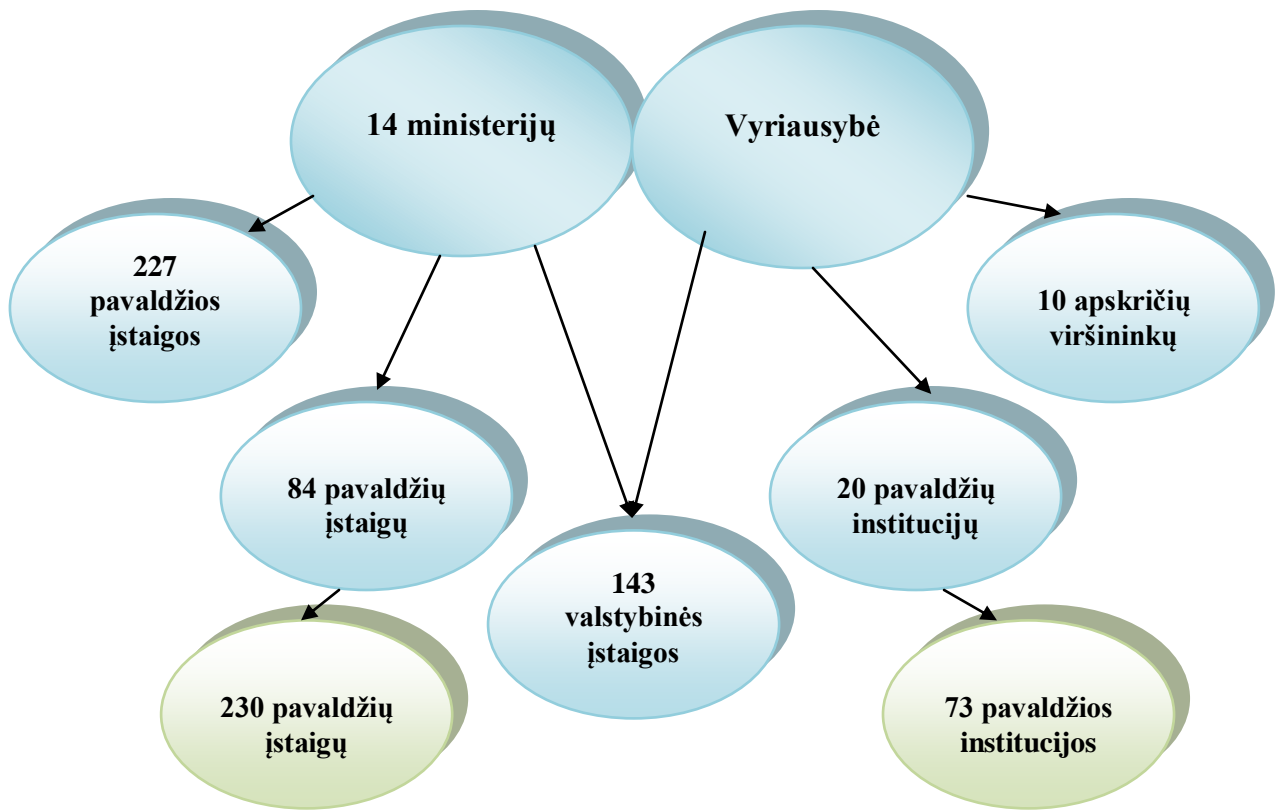 14 ministerijų
Vyriausybė
227
pavaldžios
įstaigos
10 apskričių
viršininkų
84 pavaldžių
įstaigų
20 pavaldžių
institucijų
143
valstybinės
įstaigos
230 pavaldžių
įstaigų
73 pavaldžios
institucijos